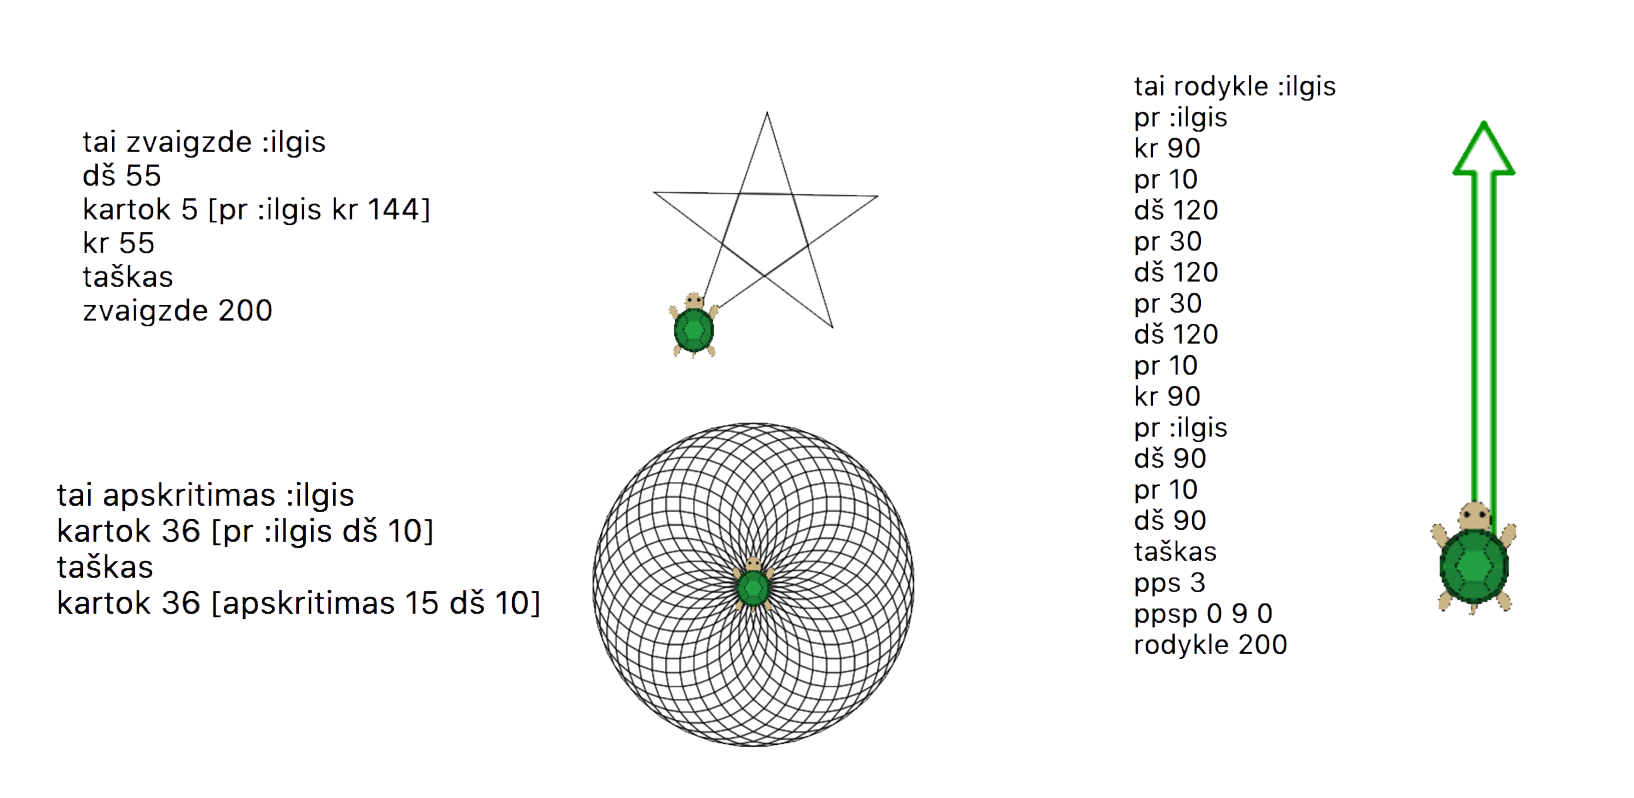 tai zvaigzde :ilgis
dš 55
kartok 5 [pr :ilgis kr 144]
kr 55
taškas
zvaigzde 200
tai apskritimas :ilgis
kartok 36 [pr :ilgis dš 10]
taškas
kartok 36 [apskritimas 15 dš 10]
tai rodykle :ilgis
pr :ilgis
kr 90
pr 10
dš 120
pr 30
dš 120
pr 30
dš 120
pr 10
kr 90
pr :ilgis
dš 90
pr 10
dš 90
taškas
pps 3
ppsp 0 9 0
rodykle 200